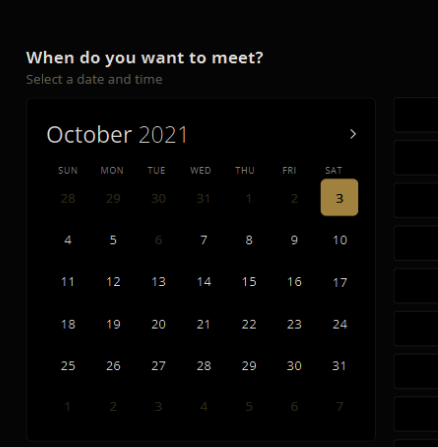 When do you want to meet?
Select a date and time
October 2021
SUN MON TUE WED THU FRI SAT
28 29 30 31 1 2 3
4 5 6 7 8 9 10
11 12 13 14 15 16 17
18 19 20 21 22 23 24
25 26 27 28 29 30 31
1 2 3 4 5 6 7